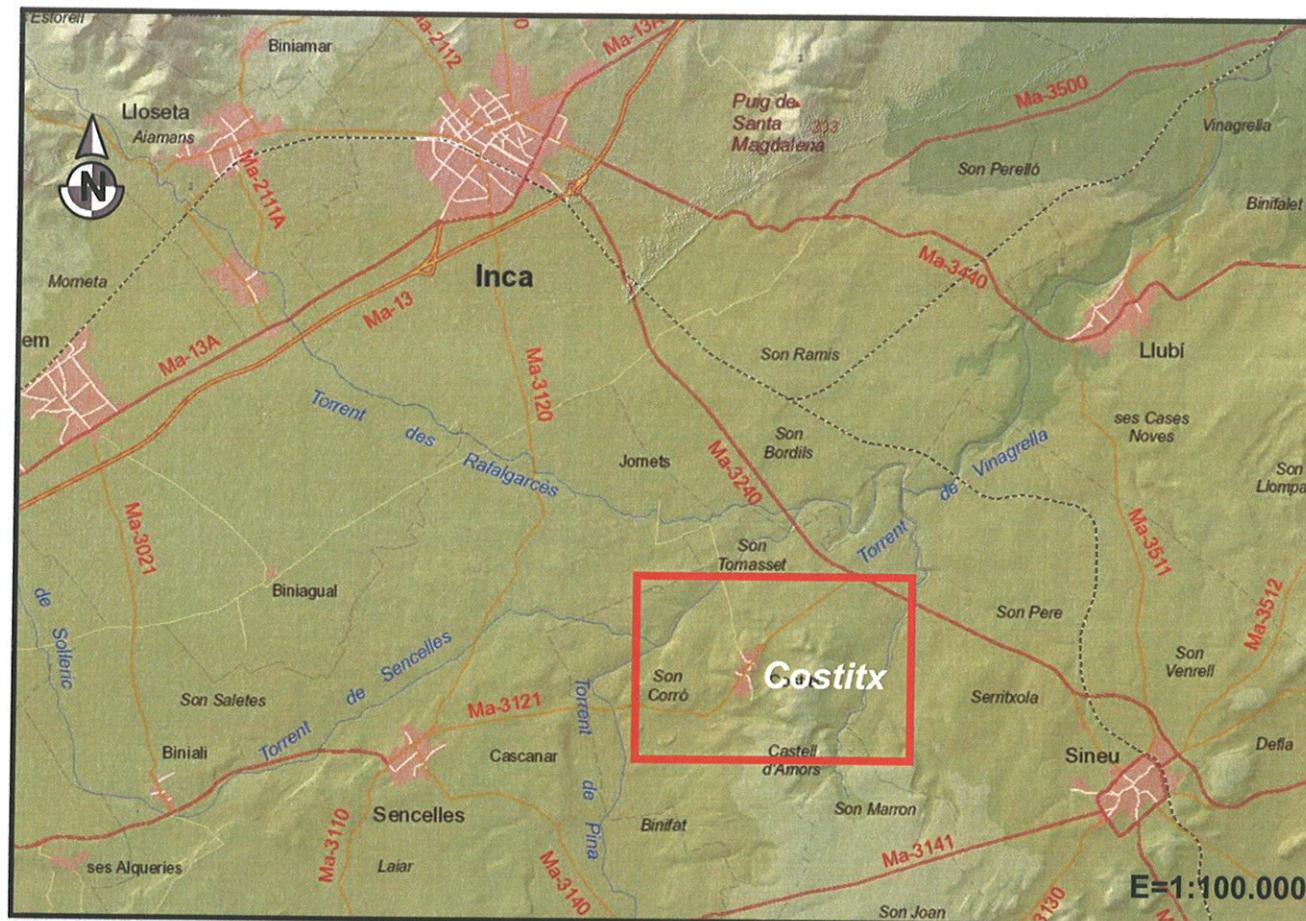 Estorell
Biniamar
Ma-2112
Ma-13A
Lloseta
Aiamans
Puig de
Santa
Magdalena
Ma-3500
Vinagrella
N
Ma-2111A
Son Perelló
Binifalet
Morneta
Inca
Ma-3440
em
Ma-13A
Ma-13
Son Ramis
Llubí
Ma-3120
Torrent des Rafalgarcès
Son
Bordils
ses Cases
Noves
Jornets
Ma-3240
Torrent de Vinagrella
Son
Llompa
Ma-3021
Ma-3511
Son
Tomasset
Biniagual
Ma-3512
de Solleric
Son Pere
Torrent de Sencelles
Son
Corró
Costitx
Son
Venrell
Son Saletes
Ma-3121
Serritxola
Torrent de Pina
Biniali
Cascanar
Castell
d'Amors
Sineu
Defla
Sencelles
Son Marron
Binifat
Ma-3110
ses Alqueries
Laiar
Ma-3140
Ma-3141
E=1:100.000
Son Joan
3130